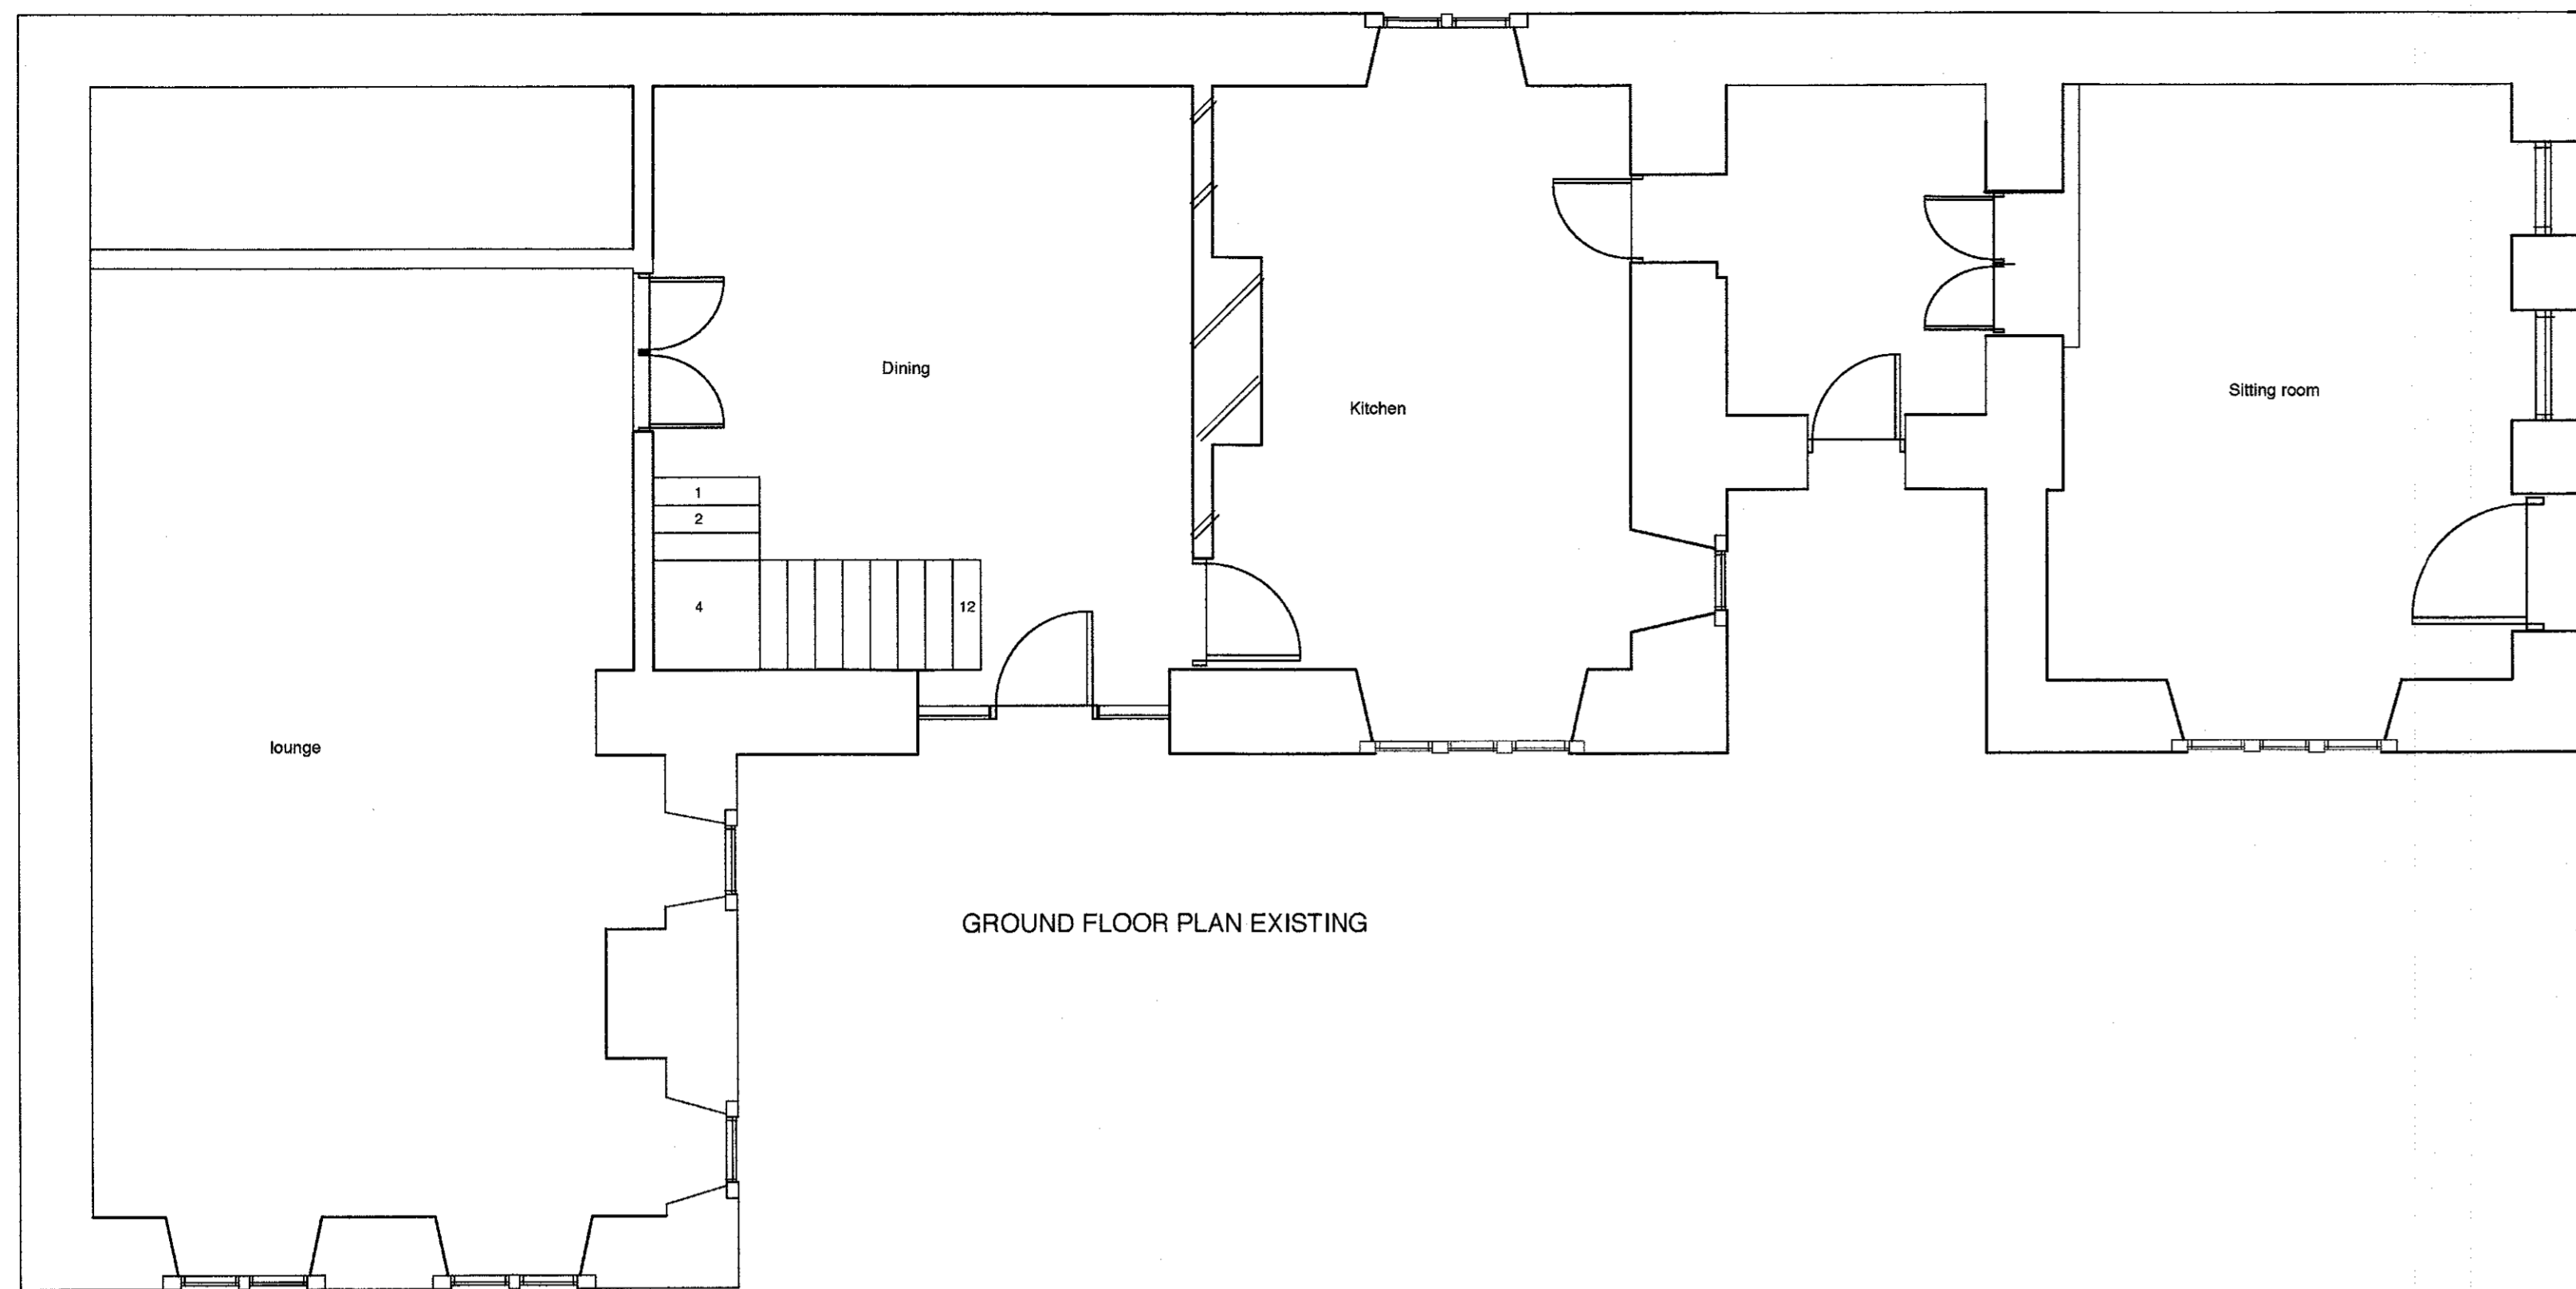 Dining
Kitchen
Sitting room
1
2
4
12
lounge
GROUND FLOOR PLAN EXISTING